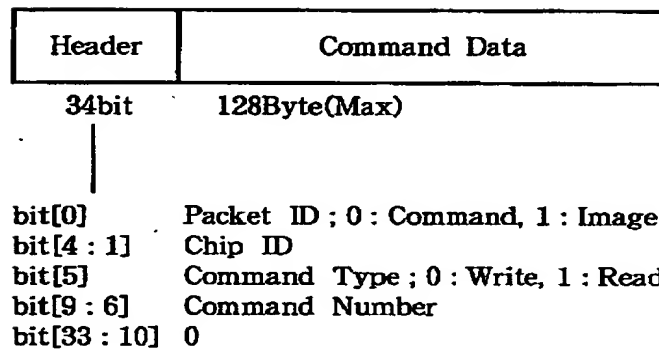 Header Command Data
34bit 128Byte(Max)
bit[0] Packet ID ; 0 : Command, 1 : Image
bit[4 : 1] Chip ID
bit[5] Command Type ; 0 : Write, 1 : Read
bit[9 : 6] Command Number
bit[33 : 10] 0